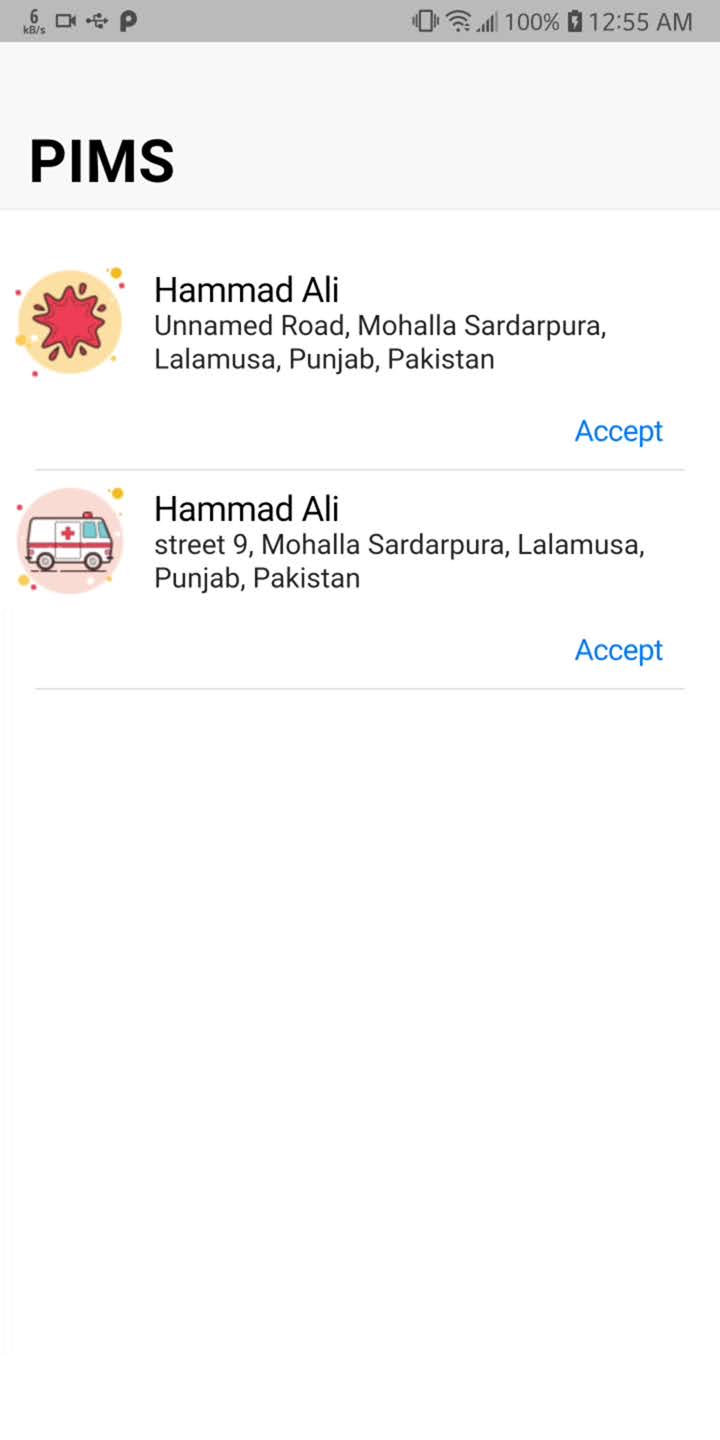 6
kB/s
100%
12:55 AM
PIMS
Hammad Ali
Unnamed Road, Mohalla Sardarpura,
Lalamusa, Punjab, Pakistan
Accept
Hammad Ali
street 9, Mohalla Sardarpura, Lalamusa,
Punjab, Pakistan
Accept